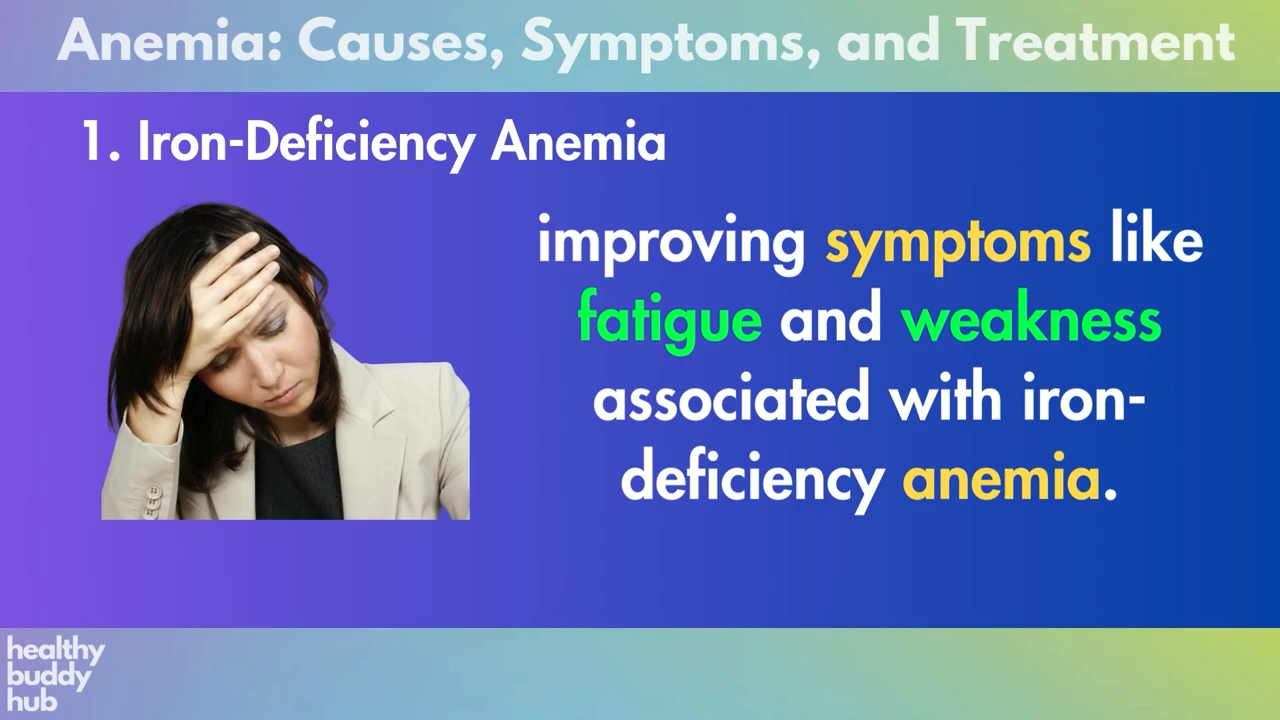 Anemia: Causes, Symptoms, and Treatment
1. Iron-Deficiency Anemia
improving symptoms like
fatigue and weakness
associated with iron-
deficiency anemia.
healthy
buddy
hub